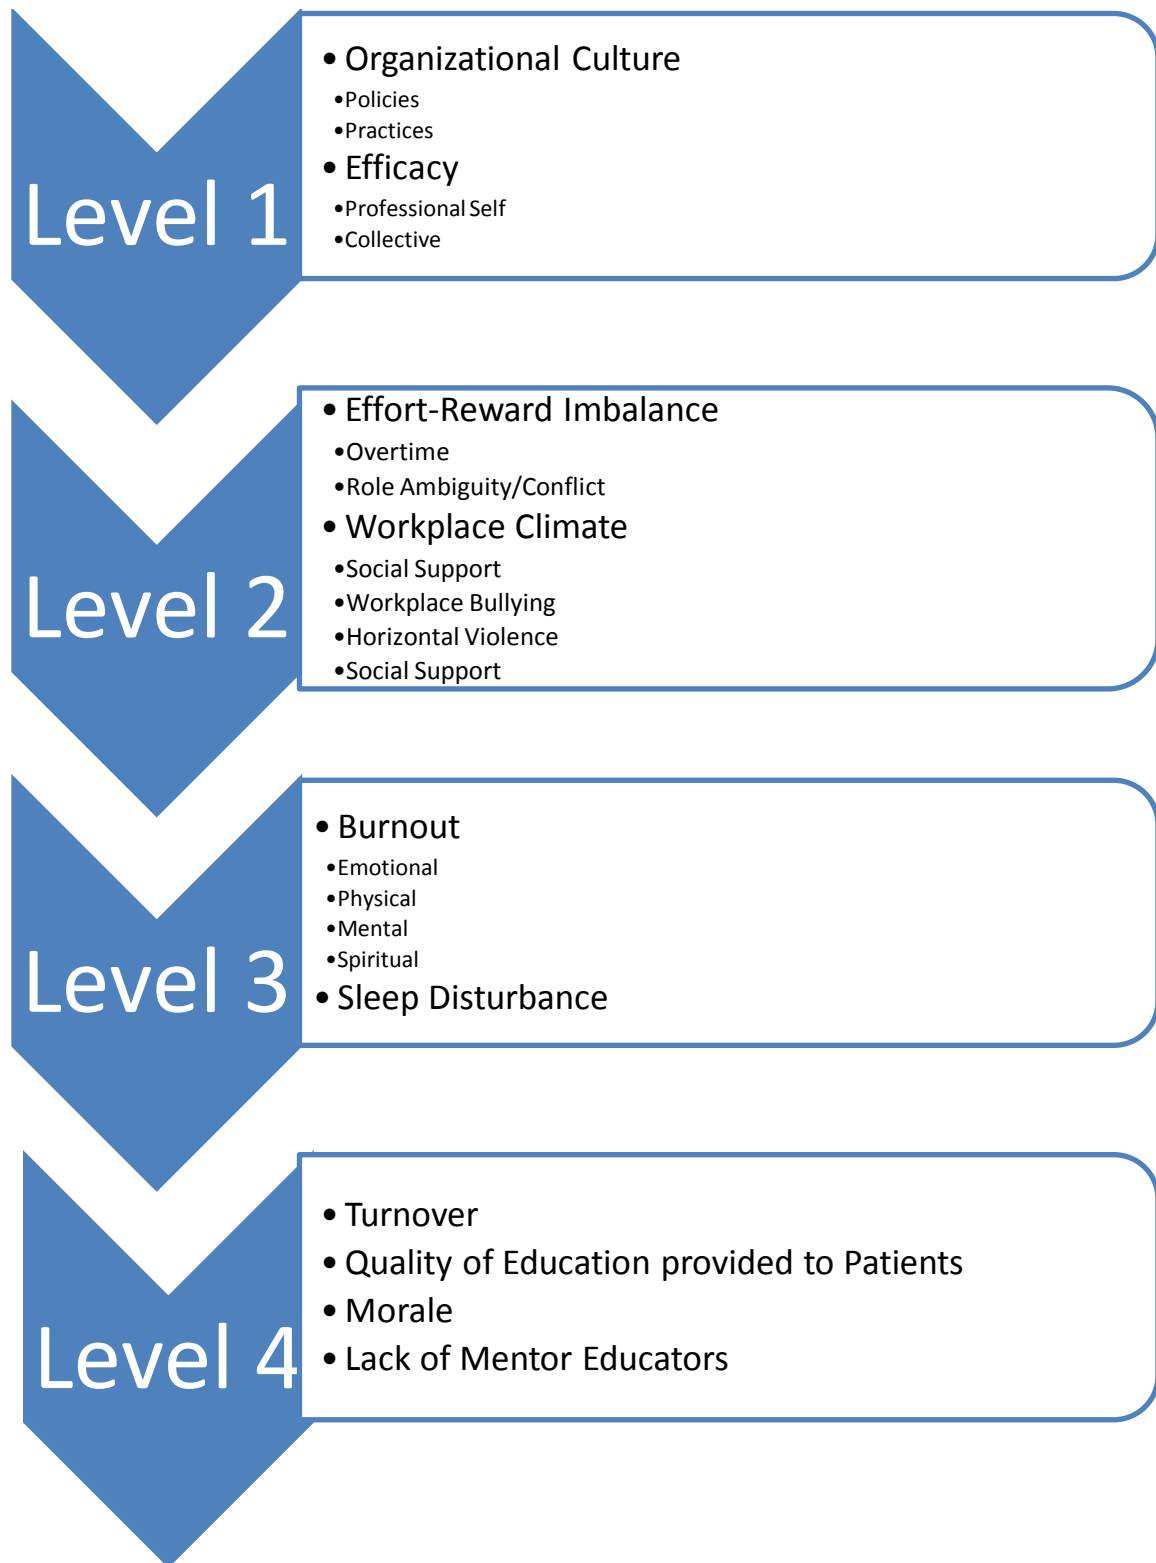 Level 1
• Organizational Culture
•Policies
•Practices
• Efficacy
•Professional Self
•Collective
Level 2
• Effort-Reward Imbalance
•Overtime
•Role Ambiguity/Conflict
• Workplace Climate
•Social Support
•Workplace Bullying
•Horizontal Violence
•Social Support
Level 3
• Burnout
•Emotional
•Physical
•Mental
•Spiritual
• Sleep Disturbance
Level 4
• Turnover
• Quality of Education provided to Patients
• Morale
• Lack of Mentor Educators